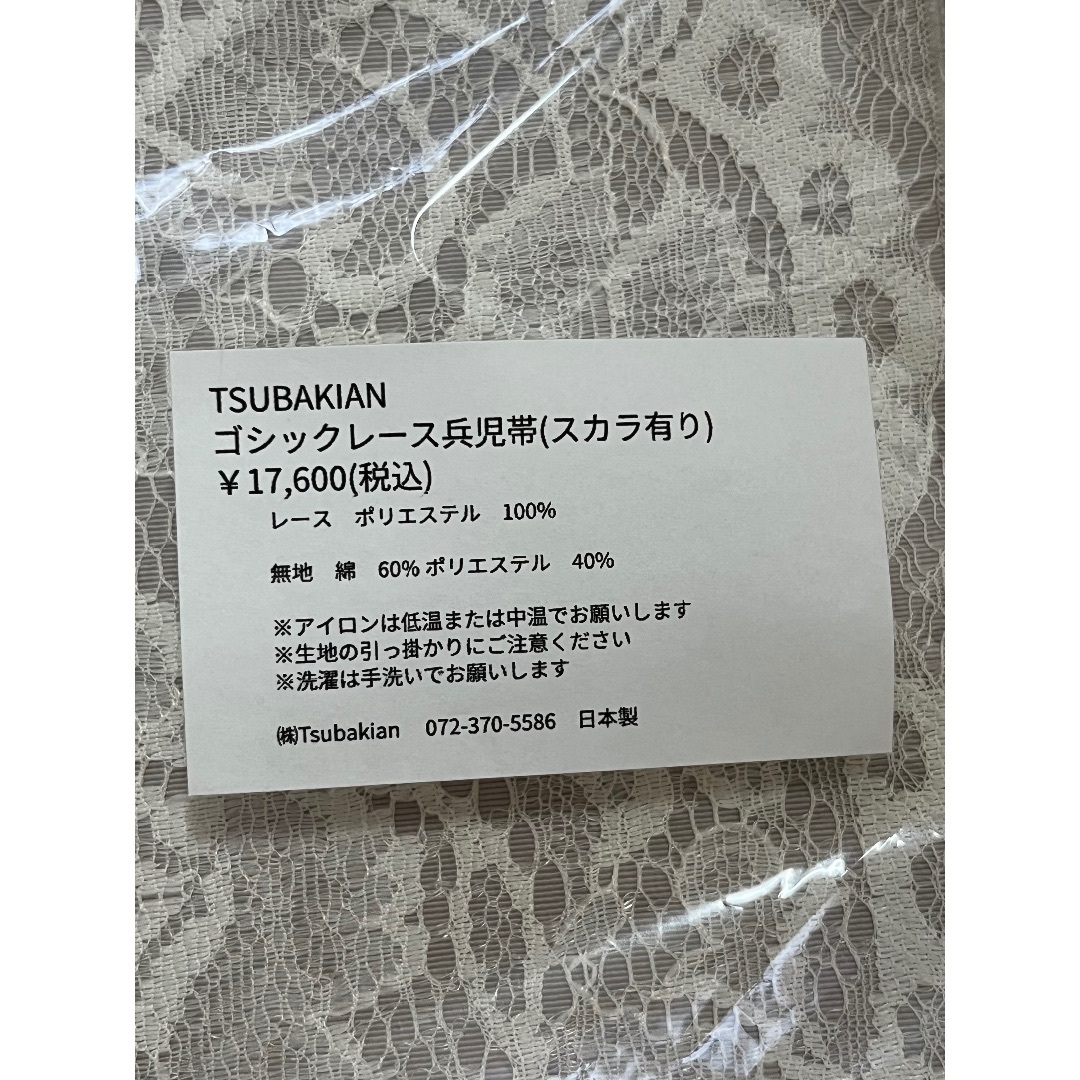 TSUBAKIAN
ゴシックレース兵児帯(スカラ有り)
￥17,600(税込)
レース　ポリエステル　100%
無地　綿　60% ポリエステル　40%
※アイロンは低温または中温でお願いします
※生地の引っ掛かりにご注意ください
※洗濯は手洗いでお願いします
㈱Tsubakian　072-370-5586　日本製